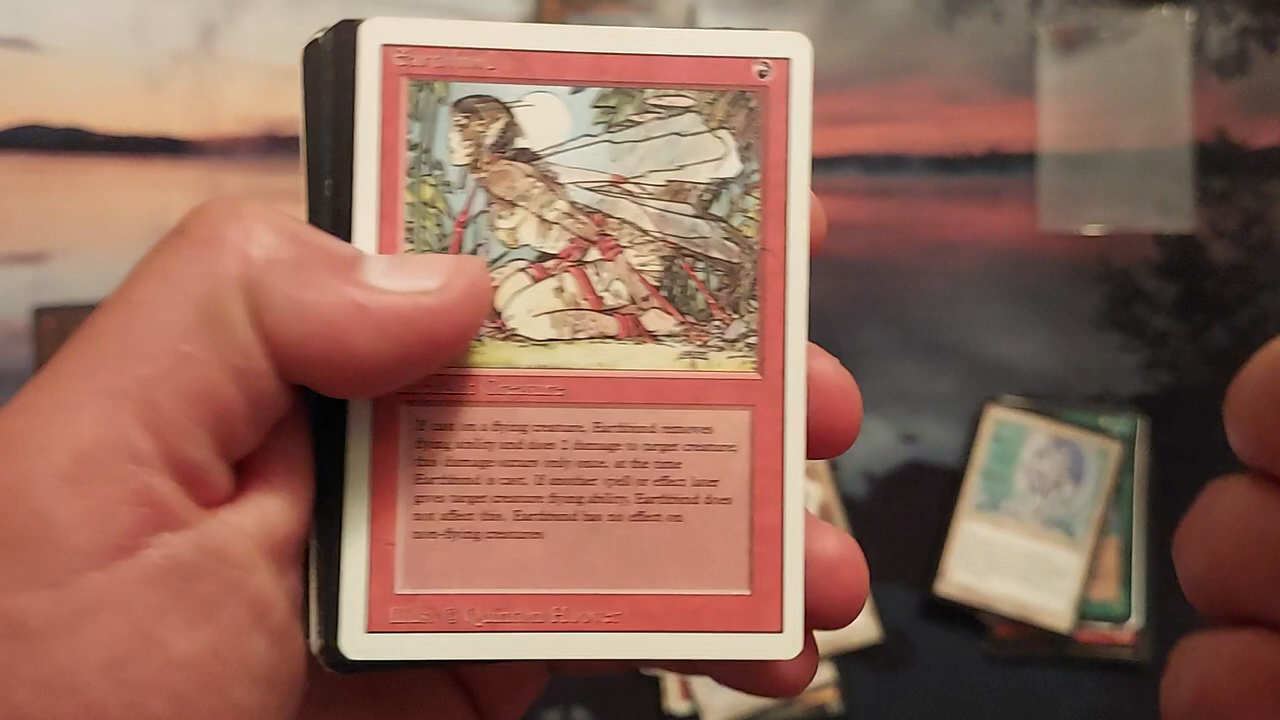 Earthbind
Creature
If cast on a flying creature, Earthbind removes
flying ability and does 2 damage to target creature;
this damage occurs only once, at the time
Earthbind is cast. If another spell or effect later
gives target creature flying ability, Earthbind does
not affect this. Earthbind has no effect on
non-flying creatures.
Illus. © Quinton Hoover